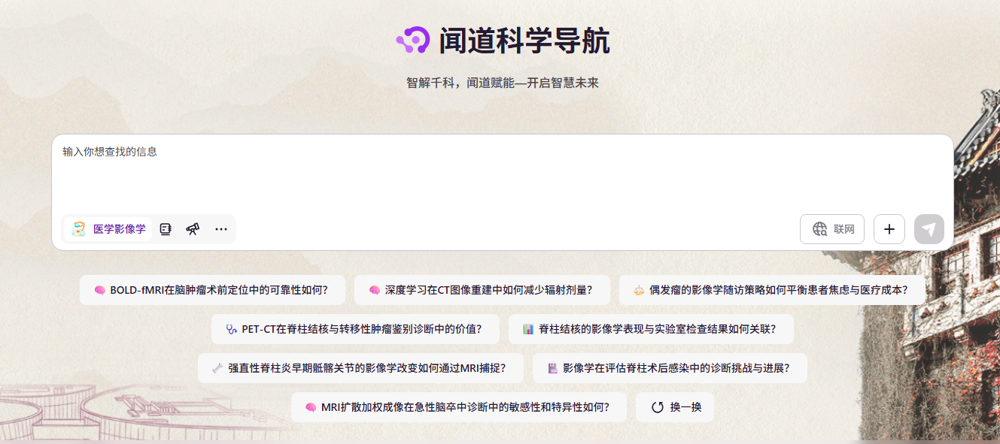 闻道科学导航
智解千科，闻道赋能—开启智慧未来
输入你想查找的信息
医学影像学
联网
BOLD-fMRI在脑肿瘤术前定位中的可靠性如何？
深度学习在CT图像重建中如何减少辐射剂量？
偶发瘤的影像学随访策略如何平衡患者焦虑与医疗成本？
PET-CT在脊柱结核与转移性肿瘤鉴别诊断中的价值？
脊柱结核的影像学表现与实验室检查结果如何关联？
强直性脊柱炎早期骶髂关节的影像学改变如何通过MRI捕捉？
影像学在评估脊柱术后感染中的诊断挑战与进展？
MRI扩散加权成像在急性脑卒中诊断中的敏感性和特异性如何？
换一换